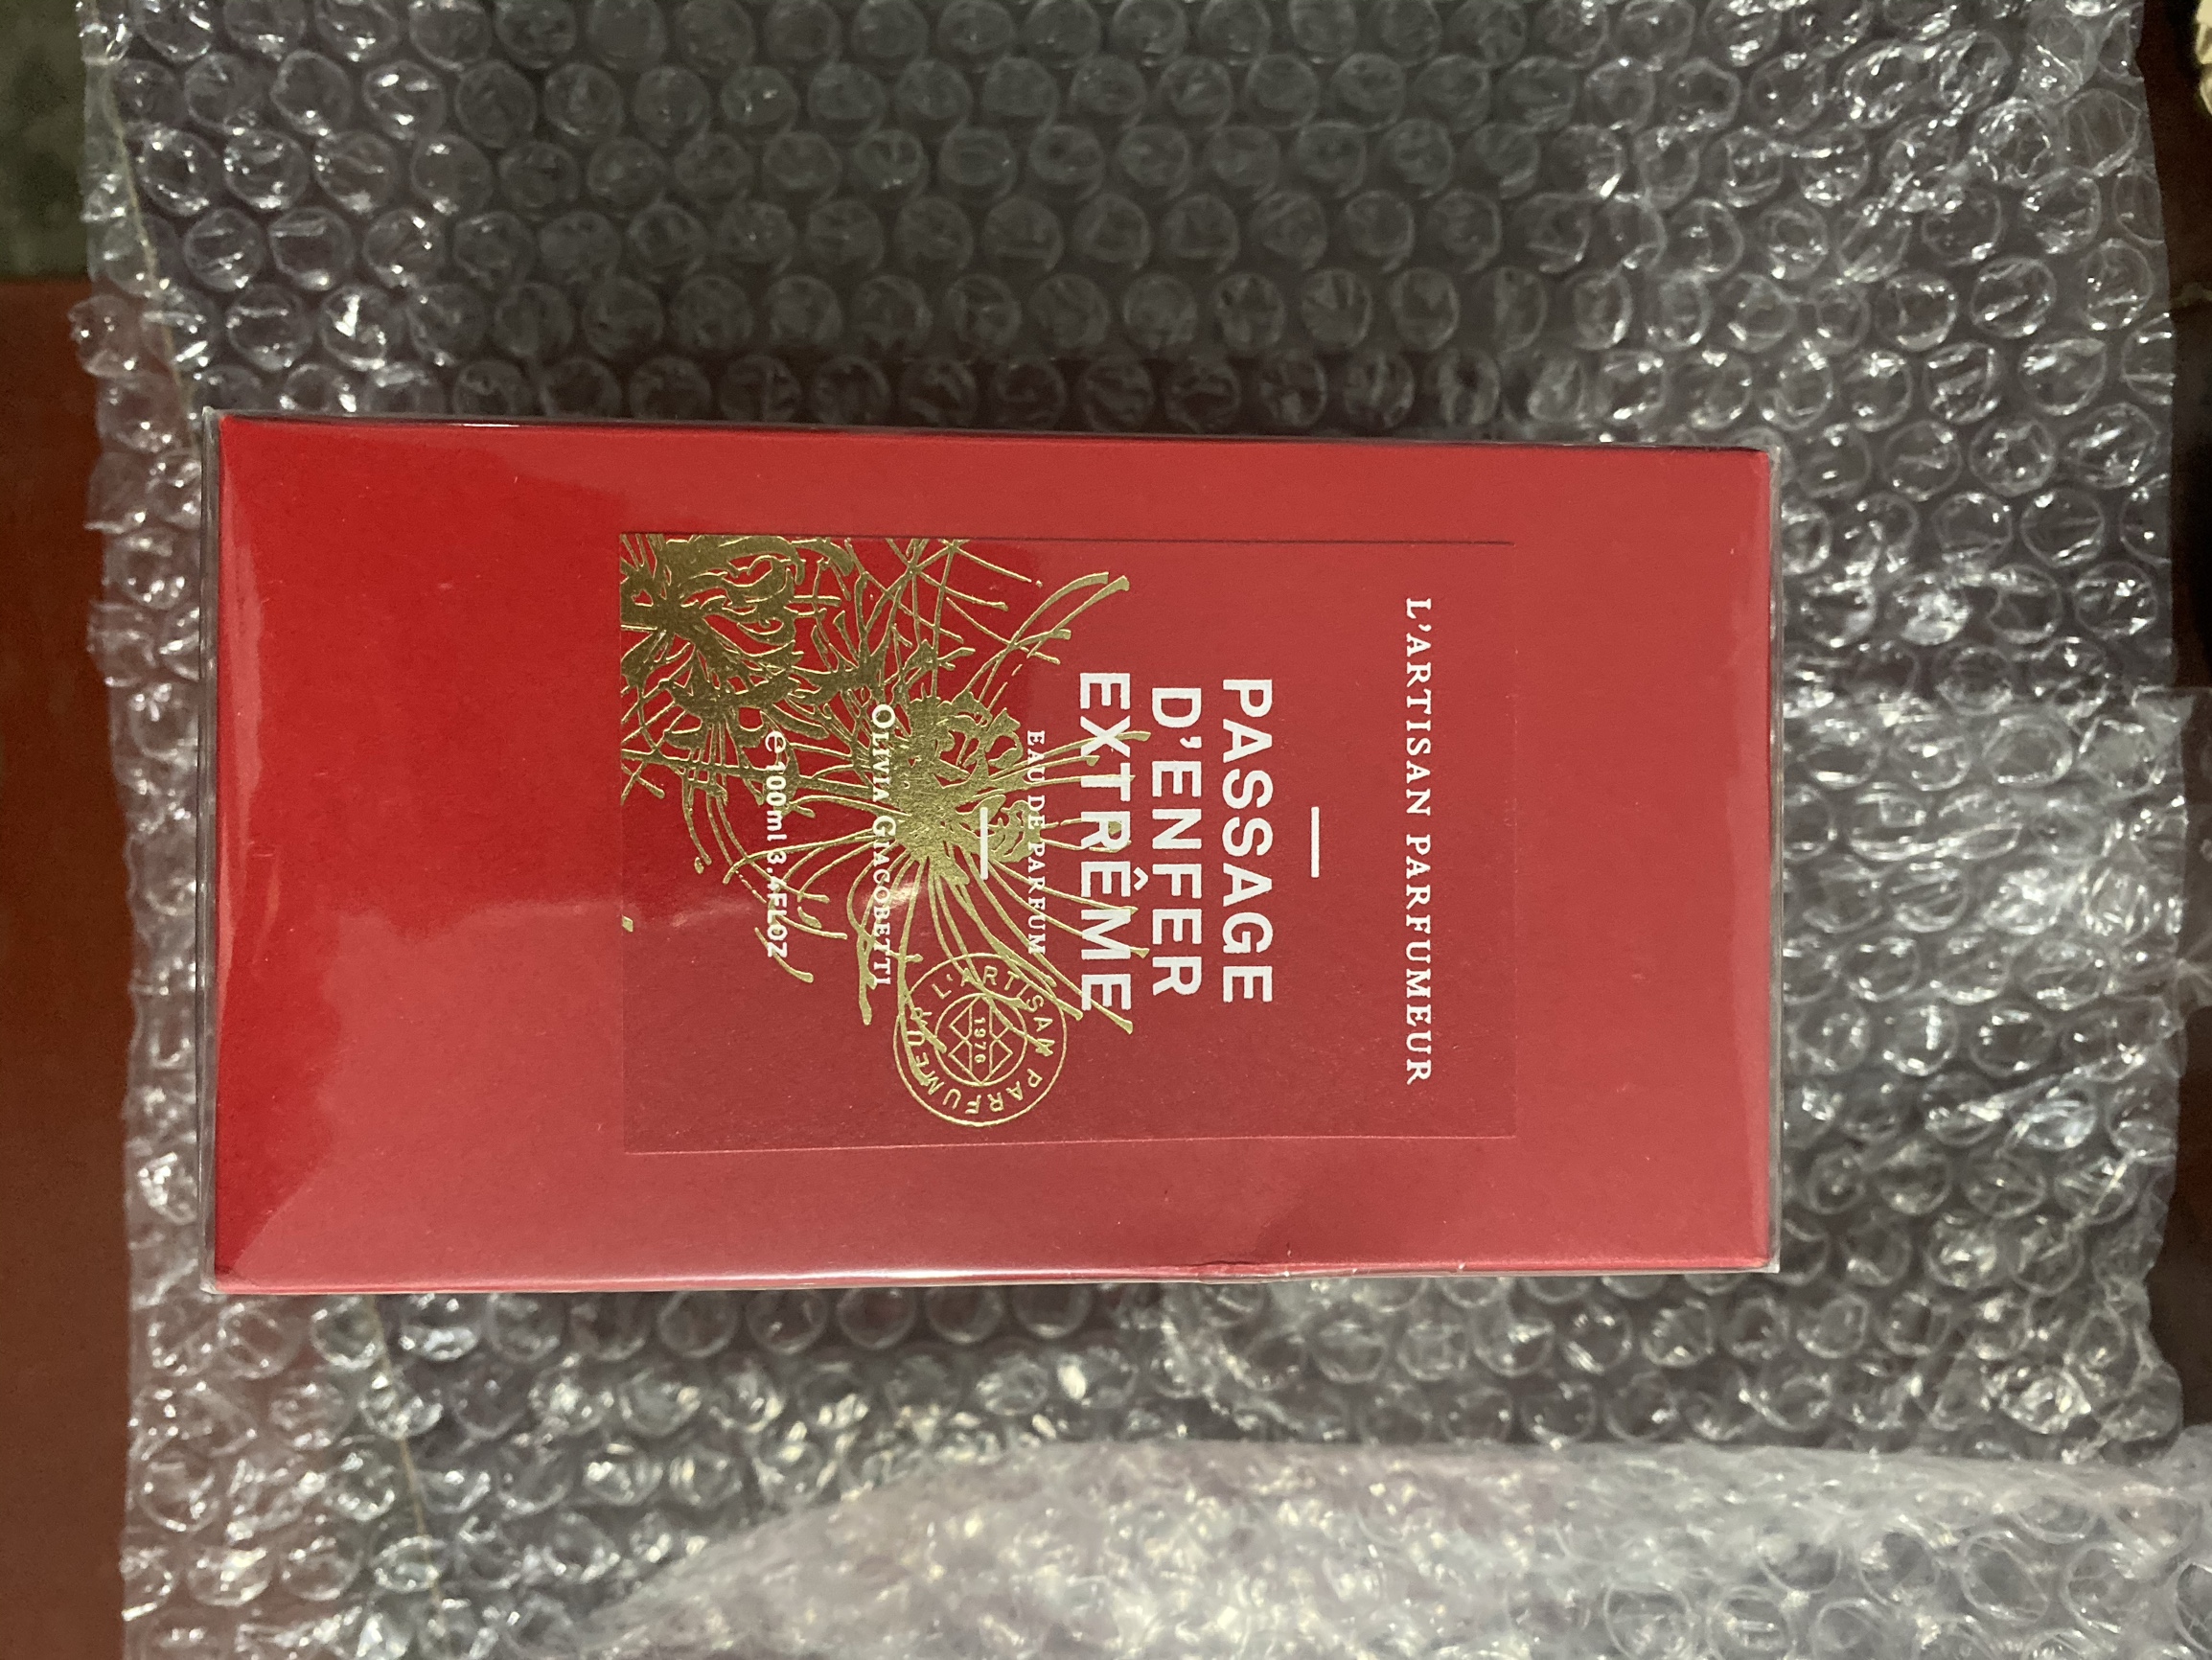 L'ARTISAN PARFUMEUR
PASSAGE
D'ENFER
EXTRÊME
EAU DE PARFUM
OLIVIA GIACOBETTI
e 100ml 3.4FL.OZ
L'ARTISAN PARFUMEUR
1976